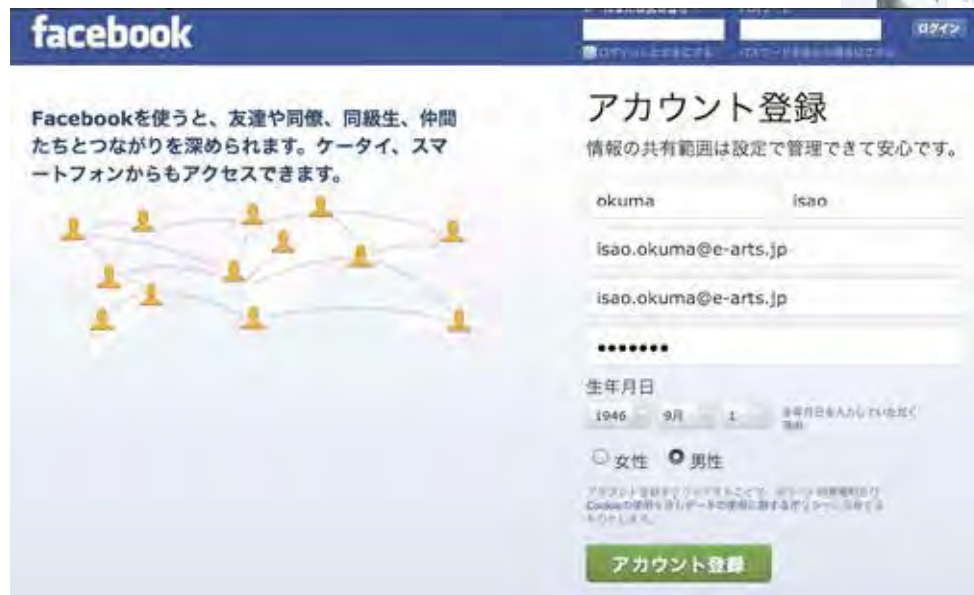 facebook
ログイン
Facebookを使うと、友達や同僚、同級生、仲間
たちとつながりを深められます。ケータイ、スマ
ートフォンからもアクセスできます。
アカウント登録
情報の共有範囲は設定で管理できて安心です。
okuma isao
isao.okuma@e-arts.jp
isao.okuma@e-arts.jp
•••••••
生年月日
1946 9月 1
女性 男性
アカウント登録